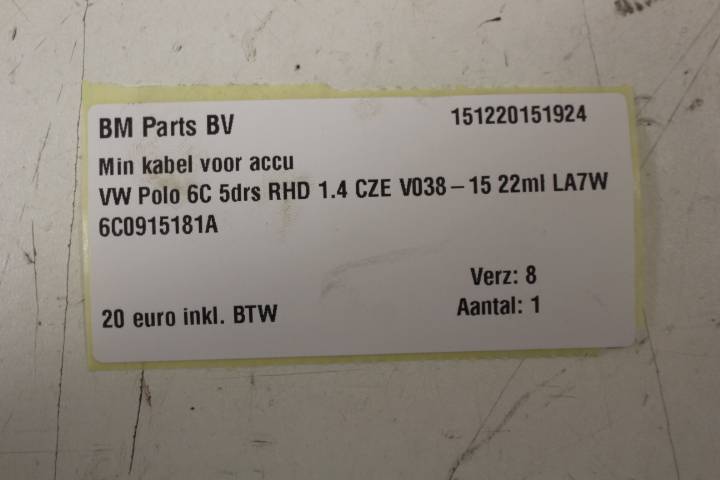 BM Parts BV 151220151924
Min kabel voor accu
VW Polo 6C 5drs RHD 1.4 CZE V038-15 22ml LA7W
6C0915181A
Verz: 8
20 euro inkl. BTW Aantal: 1